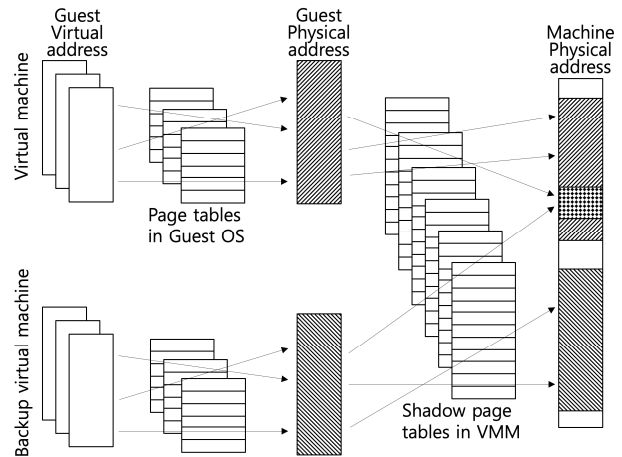 Guest
Virtual
address
Guest
Physical
address
Machine
Physical
address
Virtual machine
Page tables
in Guest OS
Backup virtual machine
Shadow page
tables in VMM